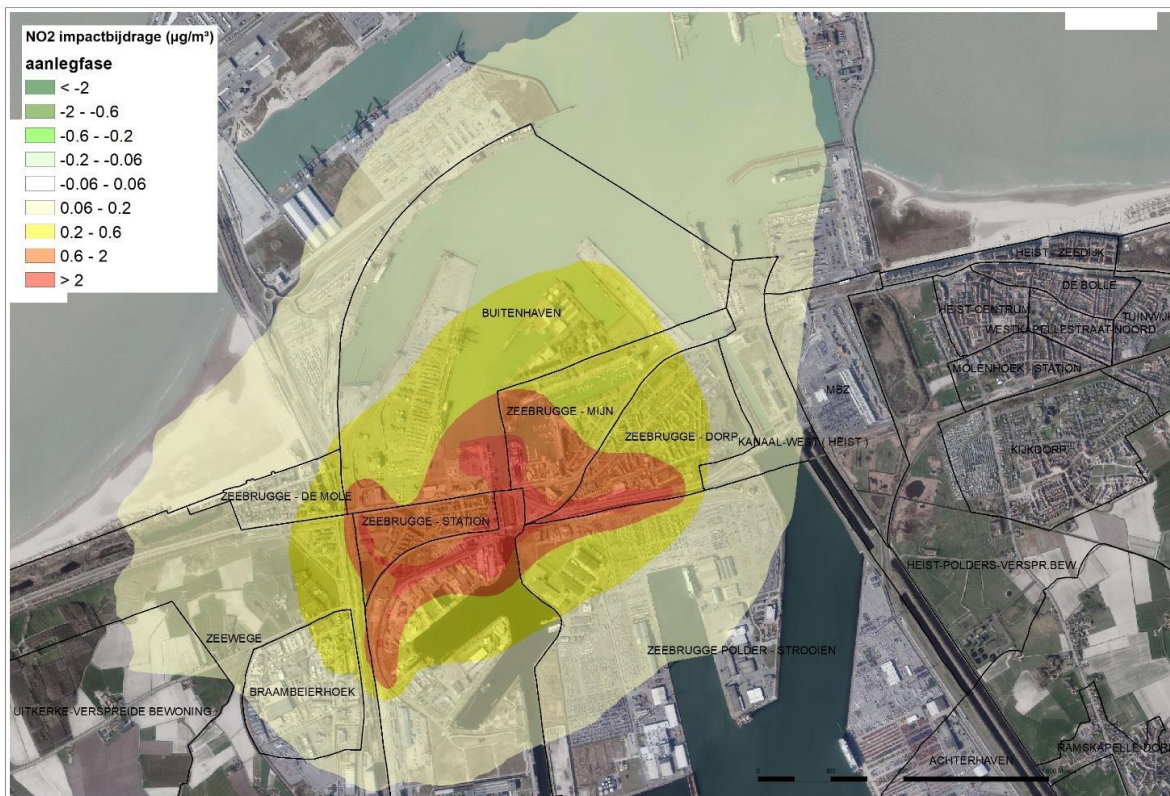 NO2 impactbijdrage (µg/m³)
aanlegfase
< -2
-2 - -0.6
-0.6 - -0.2
-0.2 - -0.06
-0.06 - 0.06
0.06 - 0.2
0.2 - 0.6
0.6 - 2
> 2
HEIST - ZEEDIJK
DE BOLLE
HEIST-CENTRUM
TUINWIJK
WESTKAPELLESTRAAT-NOORD
BUITENHAVEN
MOLENHOEK - STATION
MBZ
ZEEBRUGGE - MIJN
ZEEBRUGGE - DORP
KANAAL-WEST ( HEIST )
KIJKDORP
ZEEBRUGGE - DE MOLE
ZEEBRUGGE - STATION
HEIST-POLDERS-VERSPR.BEW.
ZEEWEGE
ZEEBRUGGE-POLDER - STROOIEN
BRAAMBEIERHOEK
UITKERKE-VERSPREIDE BEWONING
RAMSKAPELLE-DORP
ACHTERHAVEN
0